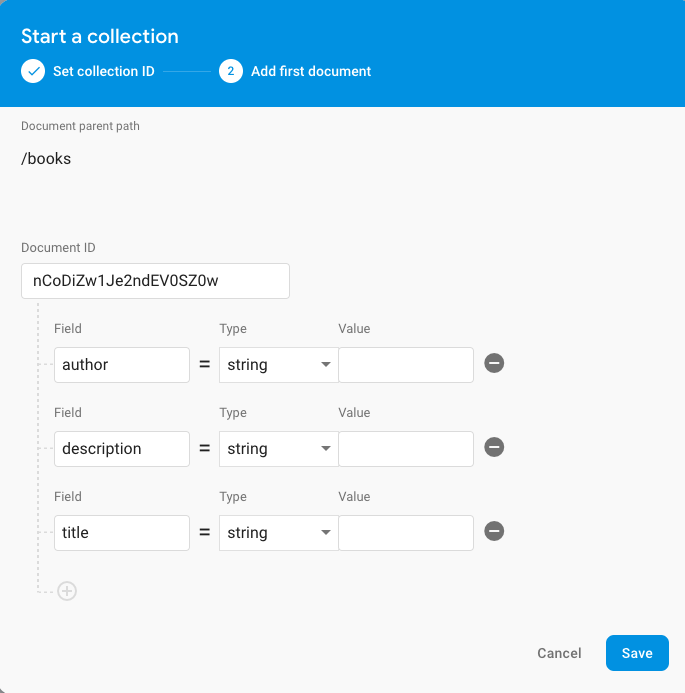 Start a collection
Set collection ID
2 Add first document
Document parent path
/books
Document ID
nCoDiZw1Je2ndEV0SZ0w
Field Type Value
author = string
Field Type Value
description = string
Field Type Value
title = string
Cancel Save